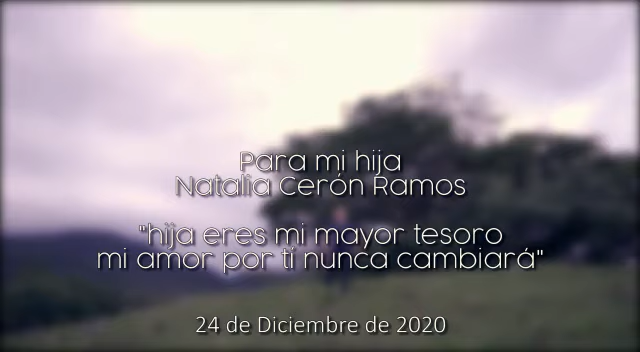 Para mi hija
Natalia Cerón Ramos
"hija eres mi mayor tesoro
mi amor por ti nunca cambiará"
24 de Diciembre de 2020